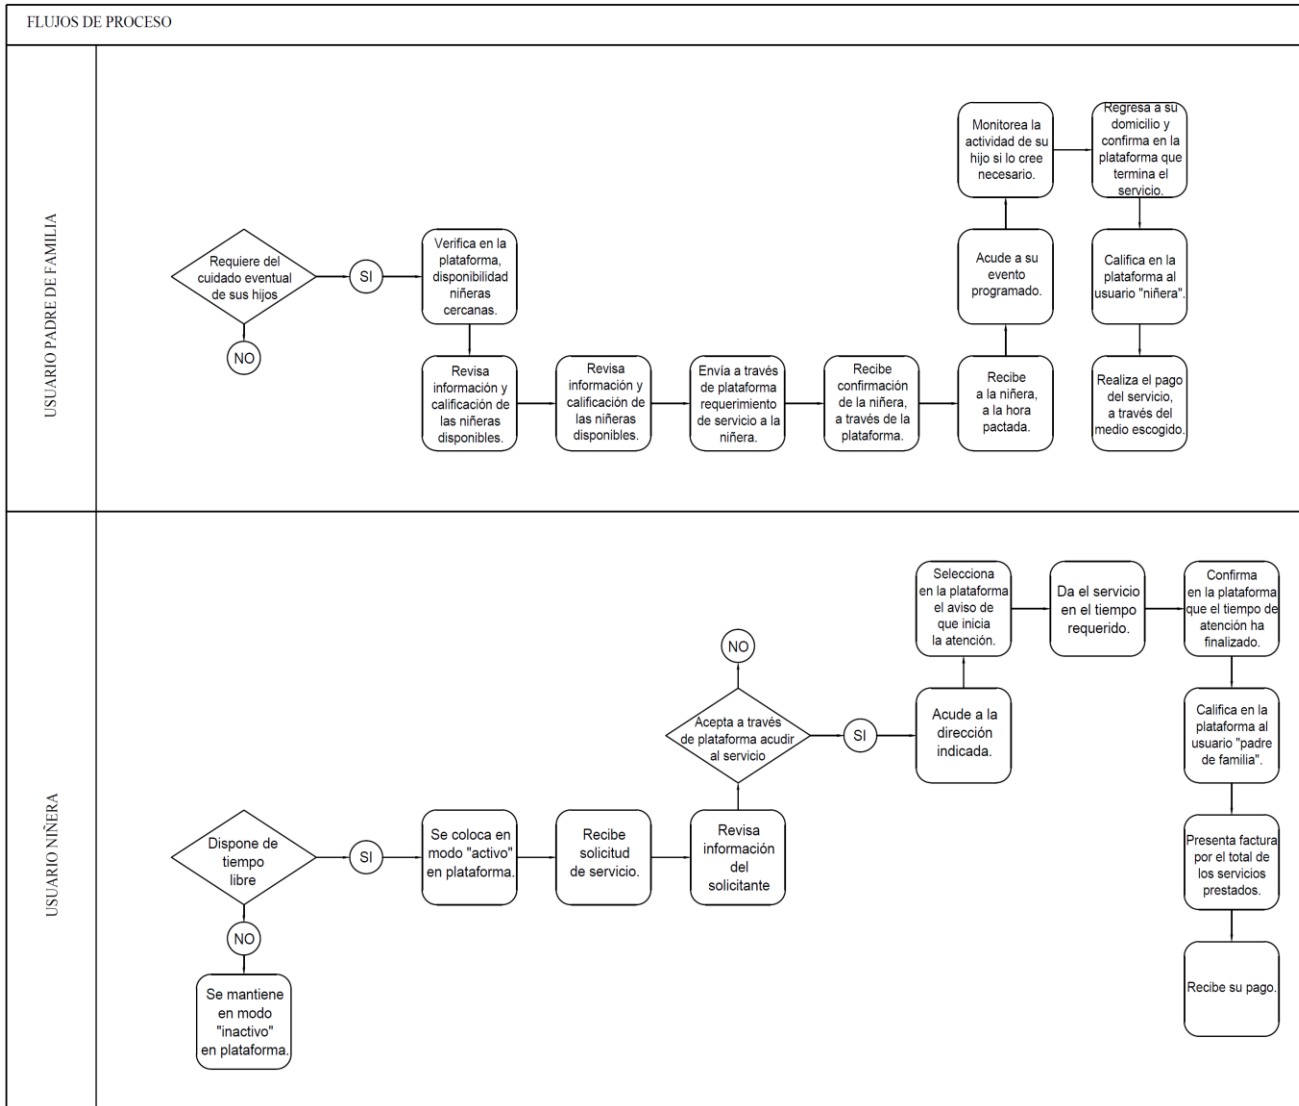 FLUJOS DE PROCESO
USUARIO PADRE DE FAMILIA
Requiere del
cuidado eventual
de sus hijos
SI
NO
Verifica en la
plataforma,
disponibilidad
niñeras
cercanas.
Revisa
información y
calificación de
las niñeras
disponibles.
Revisa
información y
calificación de
las niñeras
disponibles.
Envía a través
de plataforma
requerimiento
de servicio a la
niñera.
Recibe
confirmación
de la niñera,
a través de la
plataforma.
Recibe
a la niñera,
a la hora
pactada.
Acude a su
evento
programado.
Monitorea la
actividad de su
hijo si lo cree
necesario.
Regresa a su
domicilio y
confirma en la
plataforma que
termina el
servicio.
Califica en la
plataforma al
usuario "niñera".
Realiza el pago
del servicio,
a través del
medio escogido.
USUARIO NIÑERA
Dispone de
tiempo
libre
SI
NO
Se mantiene
en modo
"inactivo"
en plataforma.
Se coloca en
modo "activo"
en plataforma.
Recibe
solicitud
de servicio.
Revisa
información
del
solicitante
Acepta a través
de plataforma acudir
al servicio
NO
SI
Acude a la
dirección
indicada.
Selecciona
en la plataforma
el aviso de
que inicia
la atención.
Da el servicio
en el tiempo
requerido.
Confirma
en la plataforma
que el tiempo de
atención ha
finalizado.
Califica en la
plataforma al
usuario "padre
de familia".
Presenta factura
por el total de
los servicios
prestados.
Recibe su pago.